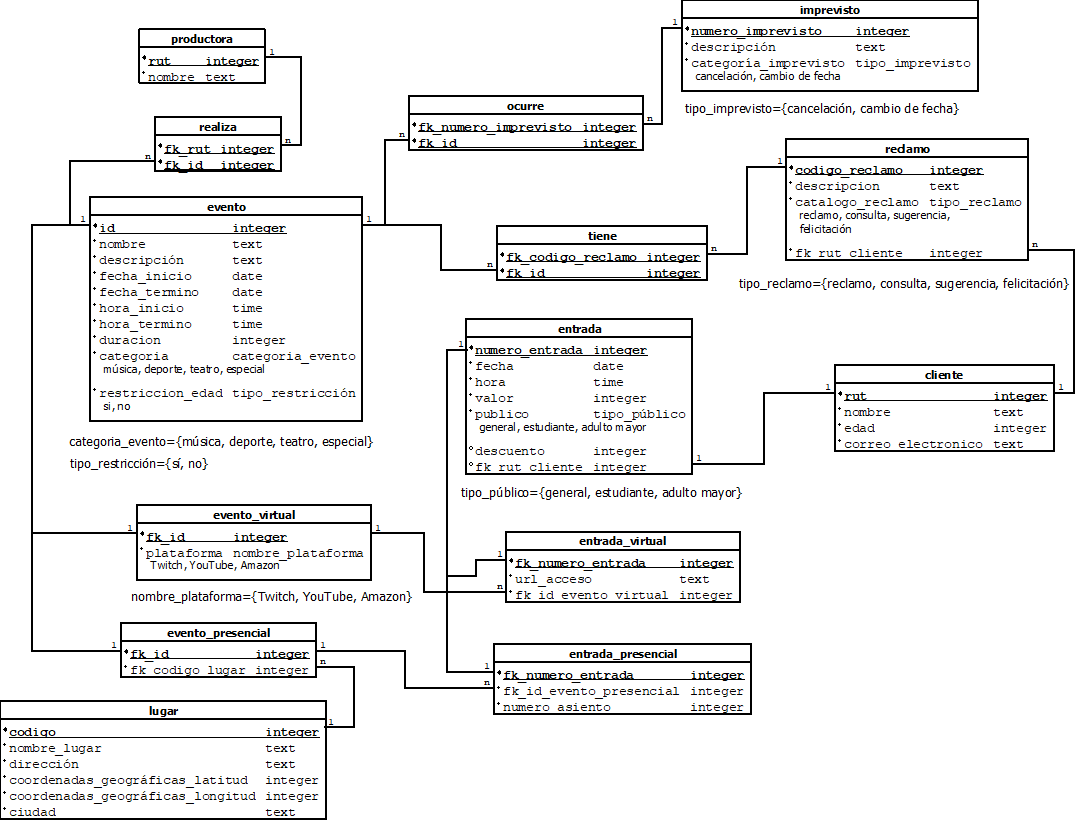 imprevisto
numero_imprevisto integer
descripción text
categoría_imprevisto tipo_imprevisto
cancelación, cambio de fecha
tipo_imprevisto={cancelación, cambio de fecha}
productora
rut integer
nombre text
1
1
ocurre
fk_numero_imprevisto integer
fk_id integer
n
n
realiza
fk_rut integer
fk_id integer
n
n
reclamo
codigo_reclamo integer
descripcion text
catalogo_reclamo tipo_reclamo
reclamo, consulta, sugerencia,
felicitación
fk_rut_cliente integer
1
n
tipo_reclamo={reclamo, consulta, sugerencia, felicitación}
evento
id integer
nombre text
descripción text
fecha_inicio date
fecha_termino date
hora_inicio time
hora_termino time
duracion integer
categoria categoria_evento
música, deporte, teatro, especial
restriccion_edad tipo_restricción
si, no
1
1
categoria_evento={música, deporte, teatro, especial}
tipo_restricción={sí, no}
tiene
fk_codigo_reclamo integer
fk_id integer
n
n
entrada
numero_entrada integer
fecha date
hora time
valor integer
publico tipo_público
general, estudiante, adulto mayor
descuento integer
fk_rut_cliente integer
1
1
tipo_público={general, estudiante, adulto mayor}
cliente
rut integer
nombre text
edad integer
correo_electronico text
1
1
evento_virtual
fk_id integer
plataforma nombre_plataforma
Twitch, YouTube, Amazon
1
1
nombre_plataforma={Twitch, YouTube, Amazon}
entrada_virtual
fk_numero_entrada integer
url_acceso text
fk_id_evento_virtual integer
1
n
evento_presencial
fk_id integer
fk_codigo_lugar integer
1
1
n
entrada_presencial
fk_numero_entrada integer
fk_id_evento_presencial integer
numero_asiento integer
1
n
lugar
codigo integer
nombre_lugar text
dirección text
coordenadas_geográficas_latitud integer
coordenadas_geográficas_longitud integer
ciudad text
1